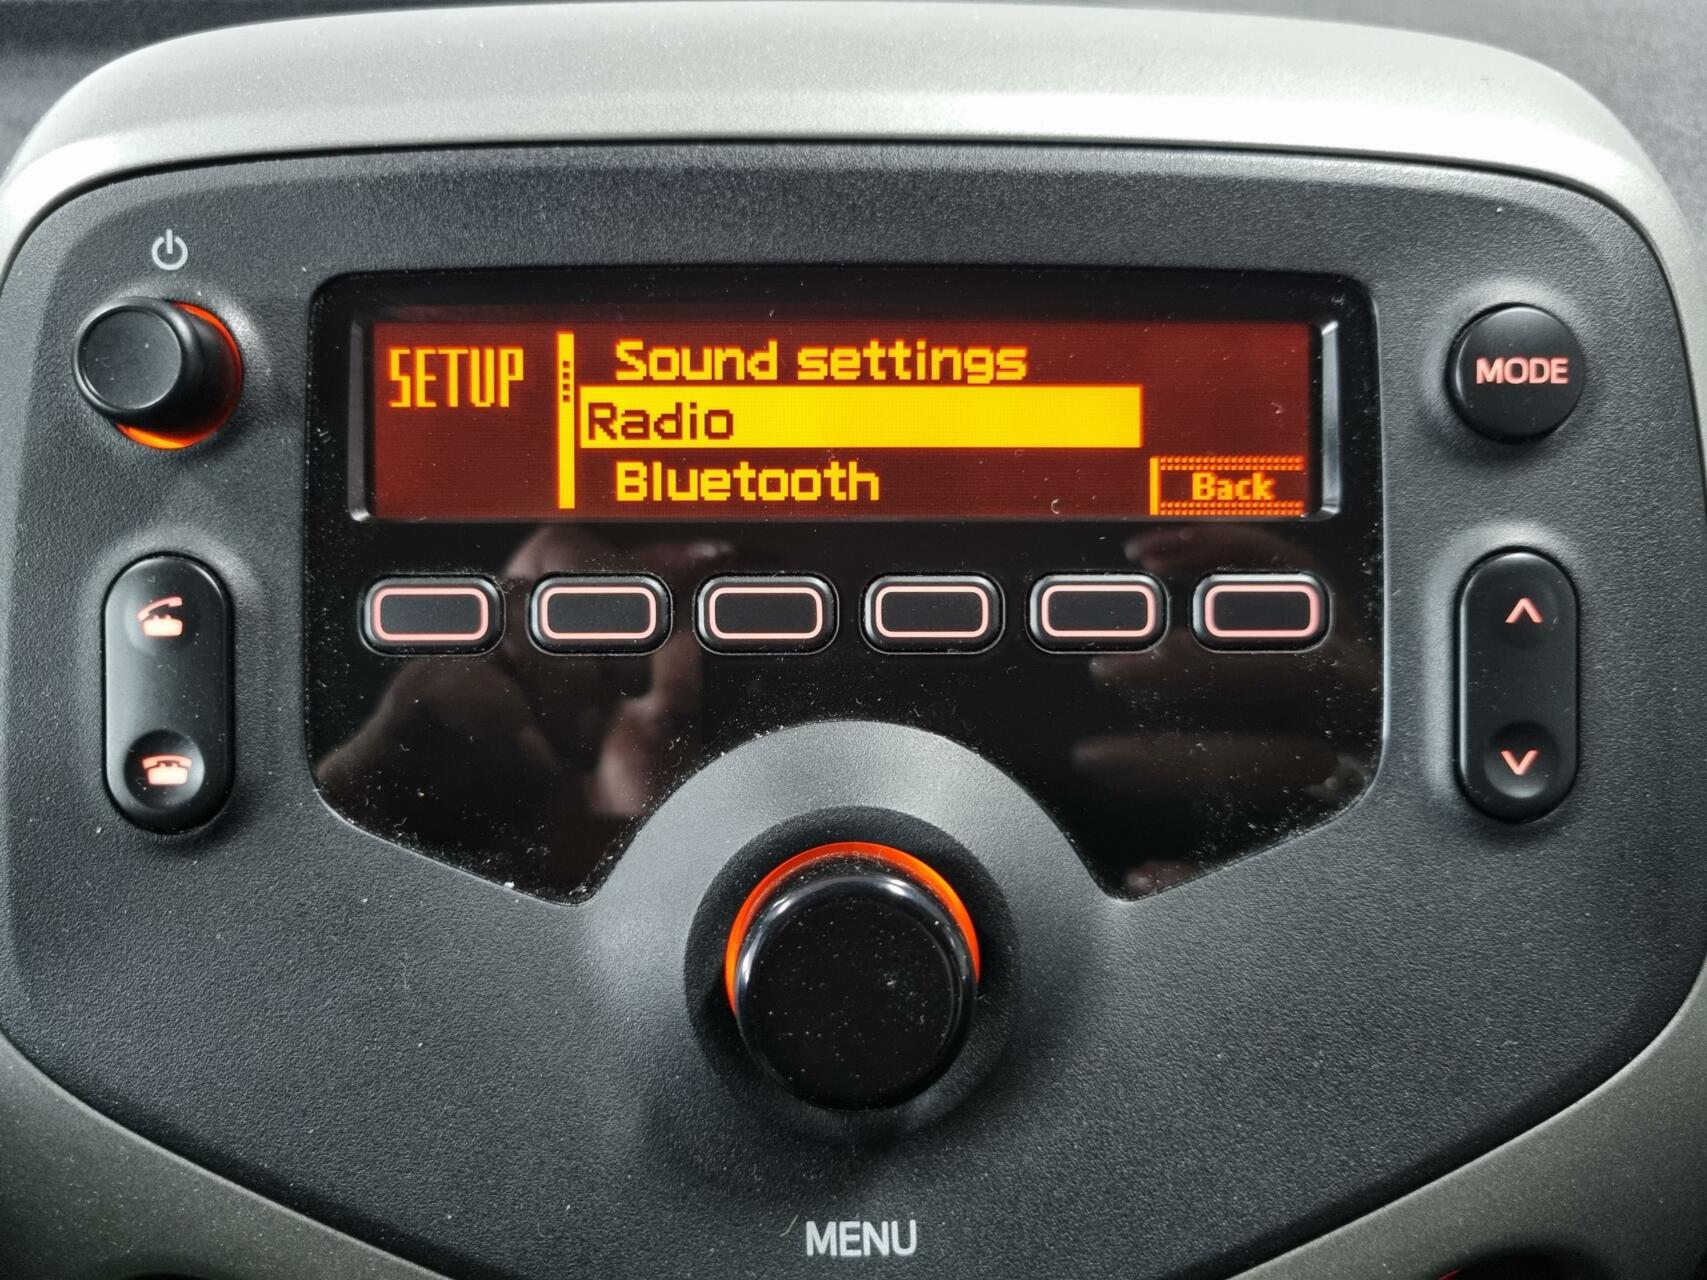 SETUP
Sound settings
Radio
Bluetooth
Back
MODE
MENU